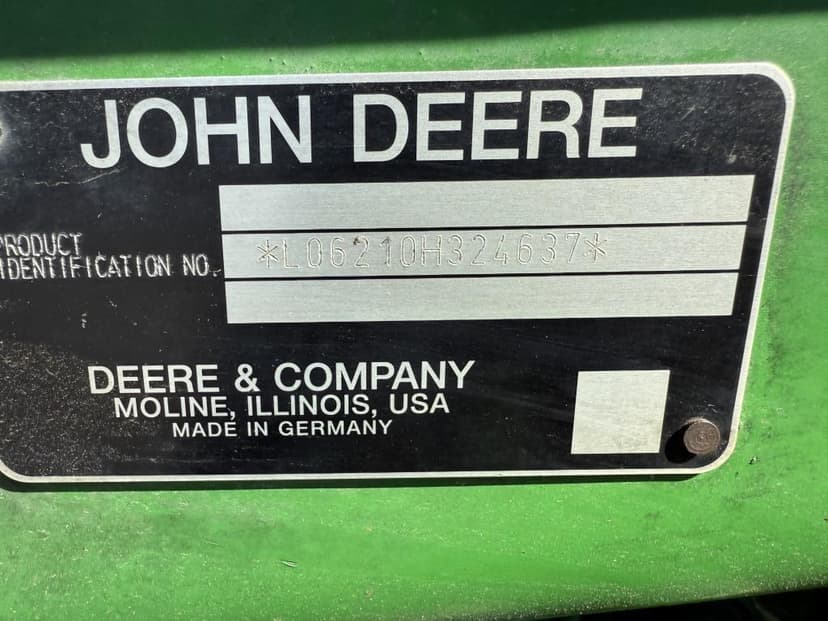 JOHN DEERE
PRODUCT
IDENTIFICATION NO.
*L06210H324637*
DEERE & COMPANY
MOLINE, ILLINOIS, USA
MADE IN GERMANY